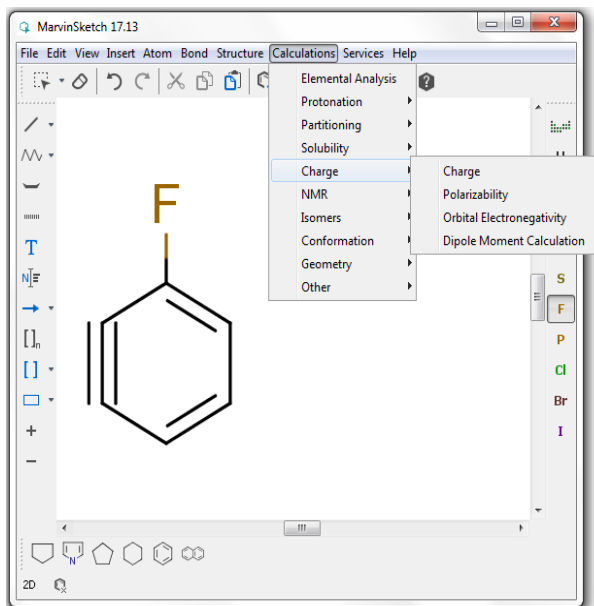 MarvinSketch 17.13
File Edit View Insert Atom Bond Structure Calculations Services Help
Elemental Analysis
Protonation
Partitioning
Solubility
Charge
NMR
Isomers
Conformation
Geometry
Other
Charge
Polarizability
Orbital Electronegativity
Dipole Moment Calculation
F
T
N
[ ]n
[ ]
S
F
P
Cl
Br
I
N
2D